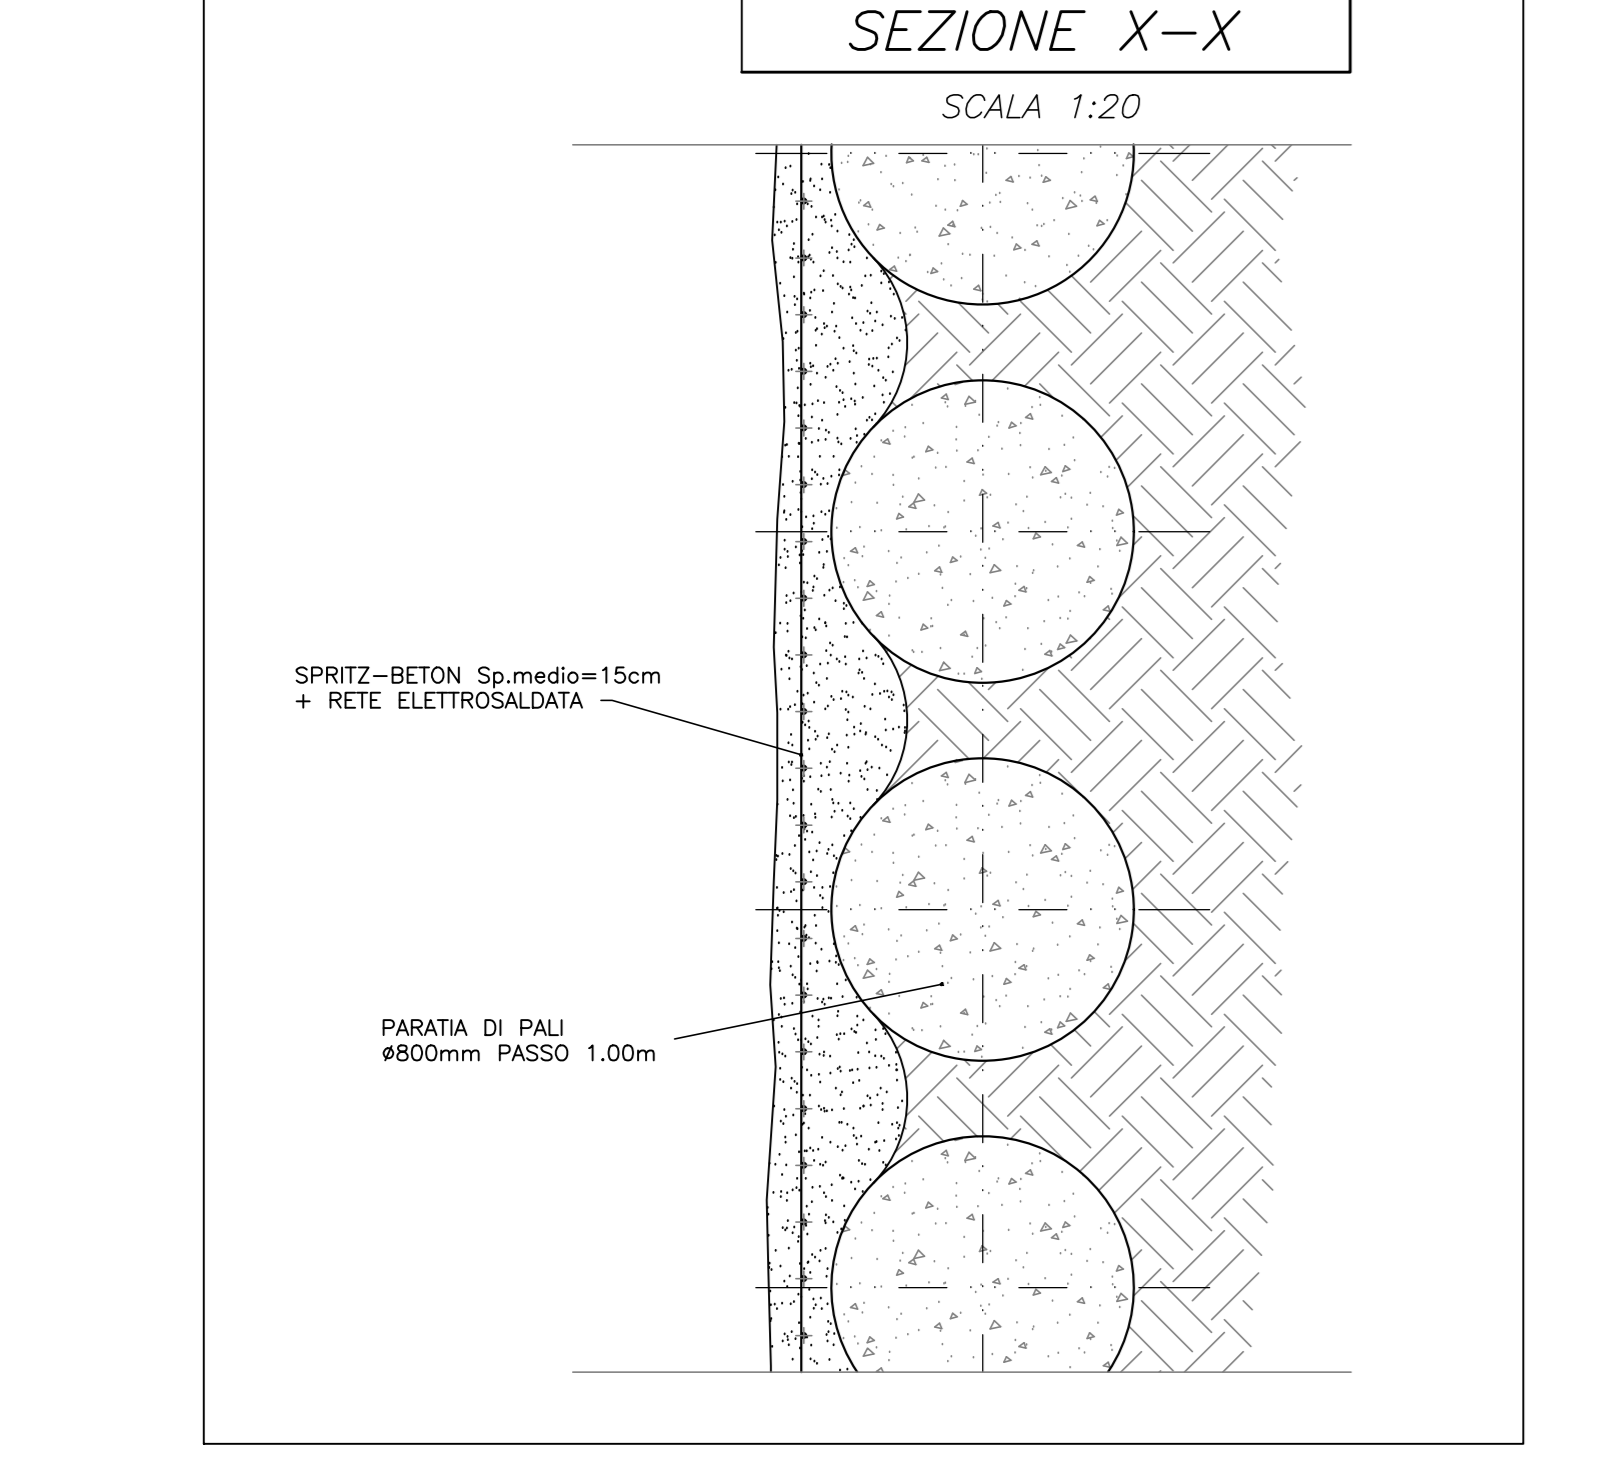 SEZIONE X-X
SCALA 1:20
SPRITZ-BETON Sp.medio=15cm
+ RETE ELETTROSALDATA
PARATIA DI PALI
ø800mm PASSO 1.00m